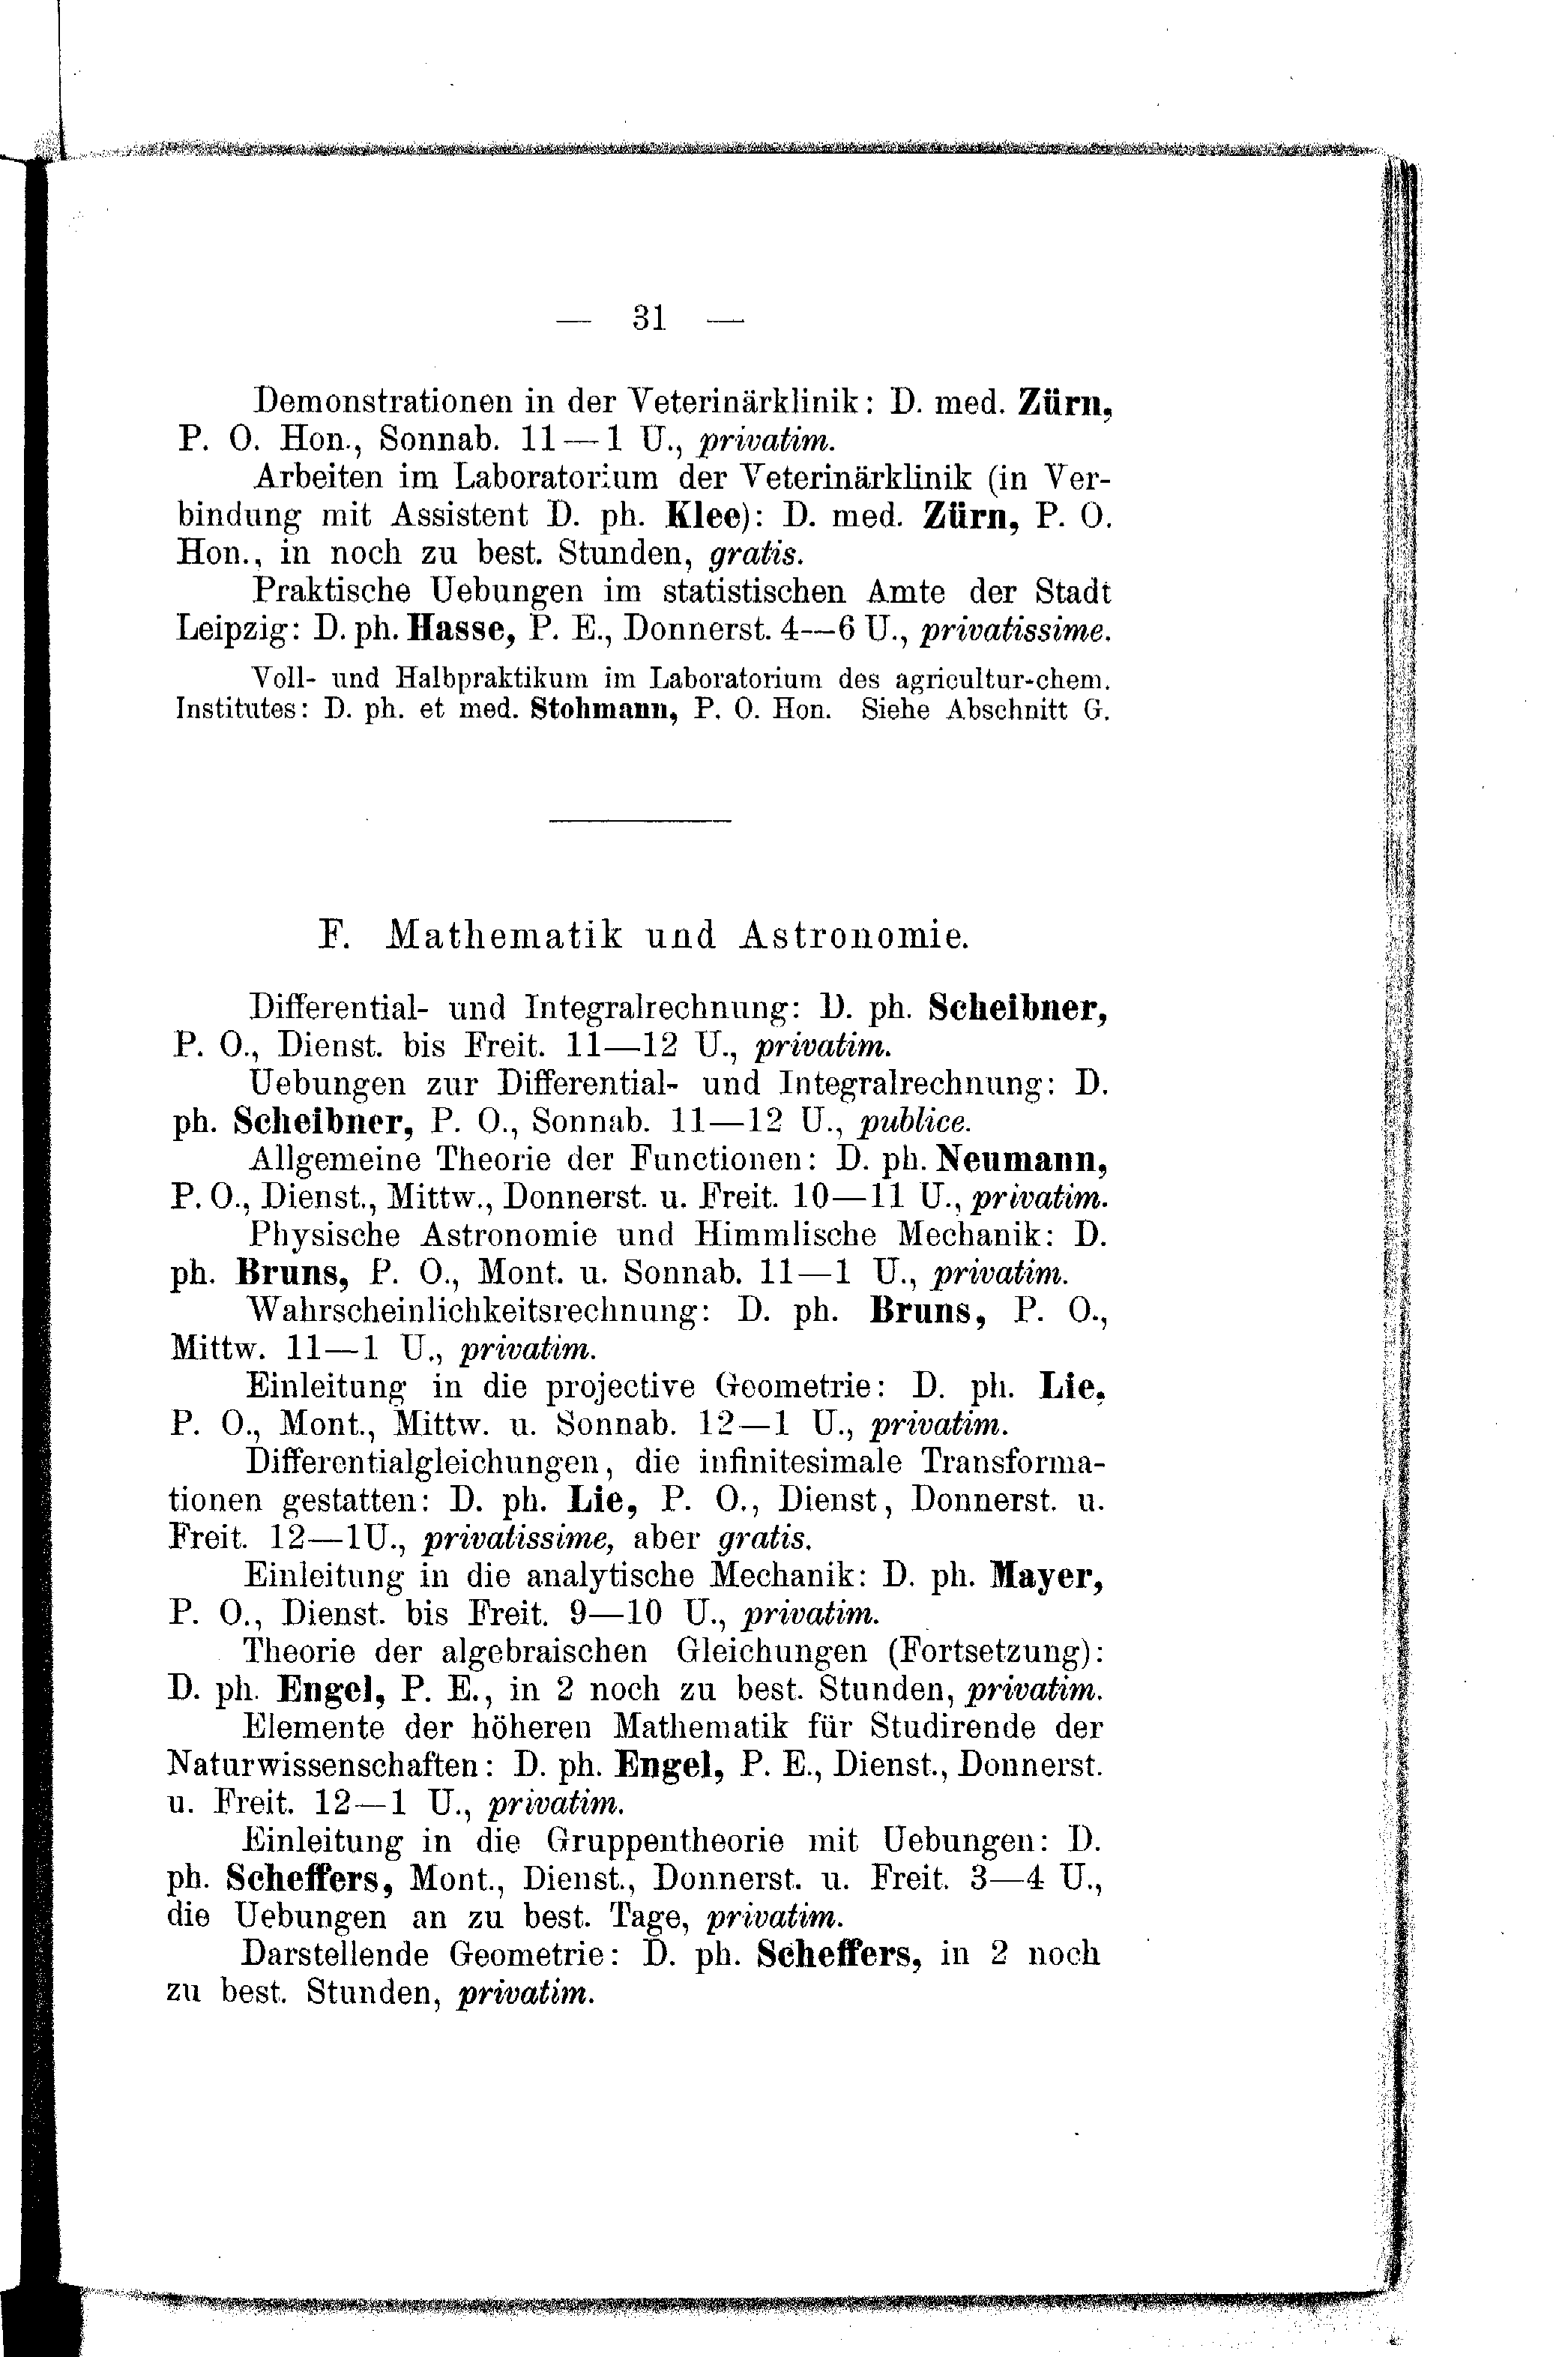 — 31 —
Demonstrationen in der Veterinärklinik: D. med. Zürn,
P. O. Hon., Sonnab. 11—1 U., privatim.
Arbeiten im Laboratorium der Veterinärklinik (in Ver-
bindung mit Assistent D. ph. Klee): D. med. Zürn, P. O.
Hon., in noch zu best. Stunden, gratis.
Praktische Uebungen im statistischen Amte der Stadt
Leipzig: D. ph. Hasse, P. E., Donnerst. 4—6 U., privatissime.
Voll- und Halbpraktikum im Laboratorium des agricultur-chem.
Institutes: D. ph. et med. Stohmann, P. O. Hon. Siehe Abschnitt G.
F. Mathematik und Astronomie.
Differential- und Integralrechnung: D. ph. Scheibner,
P. O., Dienst. bis Freit. 11—12 U., privatim.
Uebungen zur Differential- und Integralrechnung: D.
ph. Scheibner, P. O., Sonnab. 11—12 U., publice.
Allgemeine Theorie der Functionen: D. ph. Neumann,
P. O., Dienst., Mittw., Donnerst. u. Freit. 10—11 U., privatim.
Physische Astronomie und Himmlische Mechanik: D.
ph. Bruns, P. O., Mont. u. Sonnab. 11—1 U., privatim.
Wahrscheinlichkeitsrechnung: D. ph. Bruns, P. O.,
Mittw. 11—1 U., privatim.
Einleitung in die projective Geometrie: D. ph. Lie,
P. O., Mont., Mittw. u. Sonnab. 12—1 U., privatim.
Differentialgleichungen, die infinitesimale Transforma-
tionen gestatten: D. ph. Lie, P. O., Dienst, Donnerst. u.
Freit. 12—1U., privatissime, aber gratis.
Einleitung in die analytische Mechanik: D. ph. Mayer,
P. O., Dienst. bis Freit. 9—10 U., privatim.
Theorie der algebraischen Gleichungen (Fortsetzung):
D. ph. Engel, P. E., in 2 noch zu best. Stunden, privatim.
Elemente der höheren Mathematik für Studirende der
Naturwissenschaften: D. ph. Engel, P. E., Dienst., Donnerst.
u. Freit. 12—1 U., privatim.
Einleitung in die Gruppentheorie mit Uebungen: D.
ph. Scheffers, Mont., Dienst., Donnerst. u. Freit. 3—4 U.,
die Uebungen an zu best. Tage, privatim.
Darstellende Geometrie: D. ph. Scheffers, in 2 noch
zu best. Stunden, privatim.